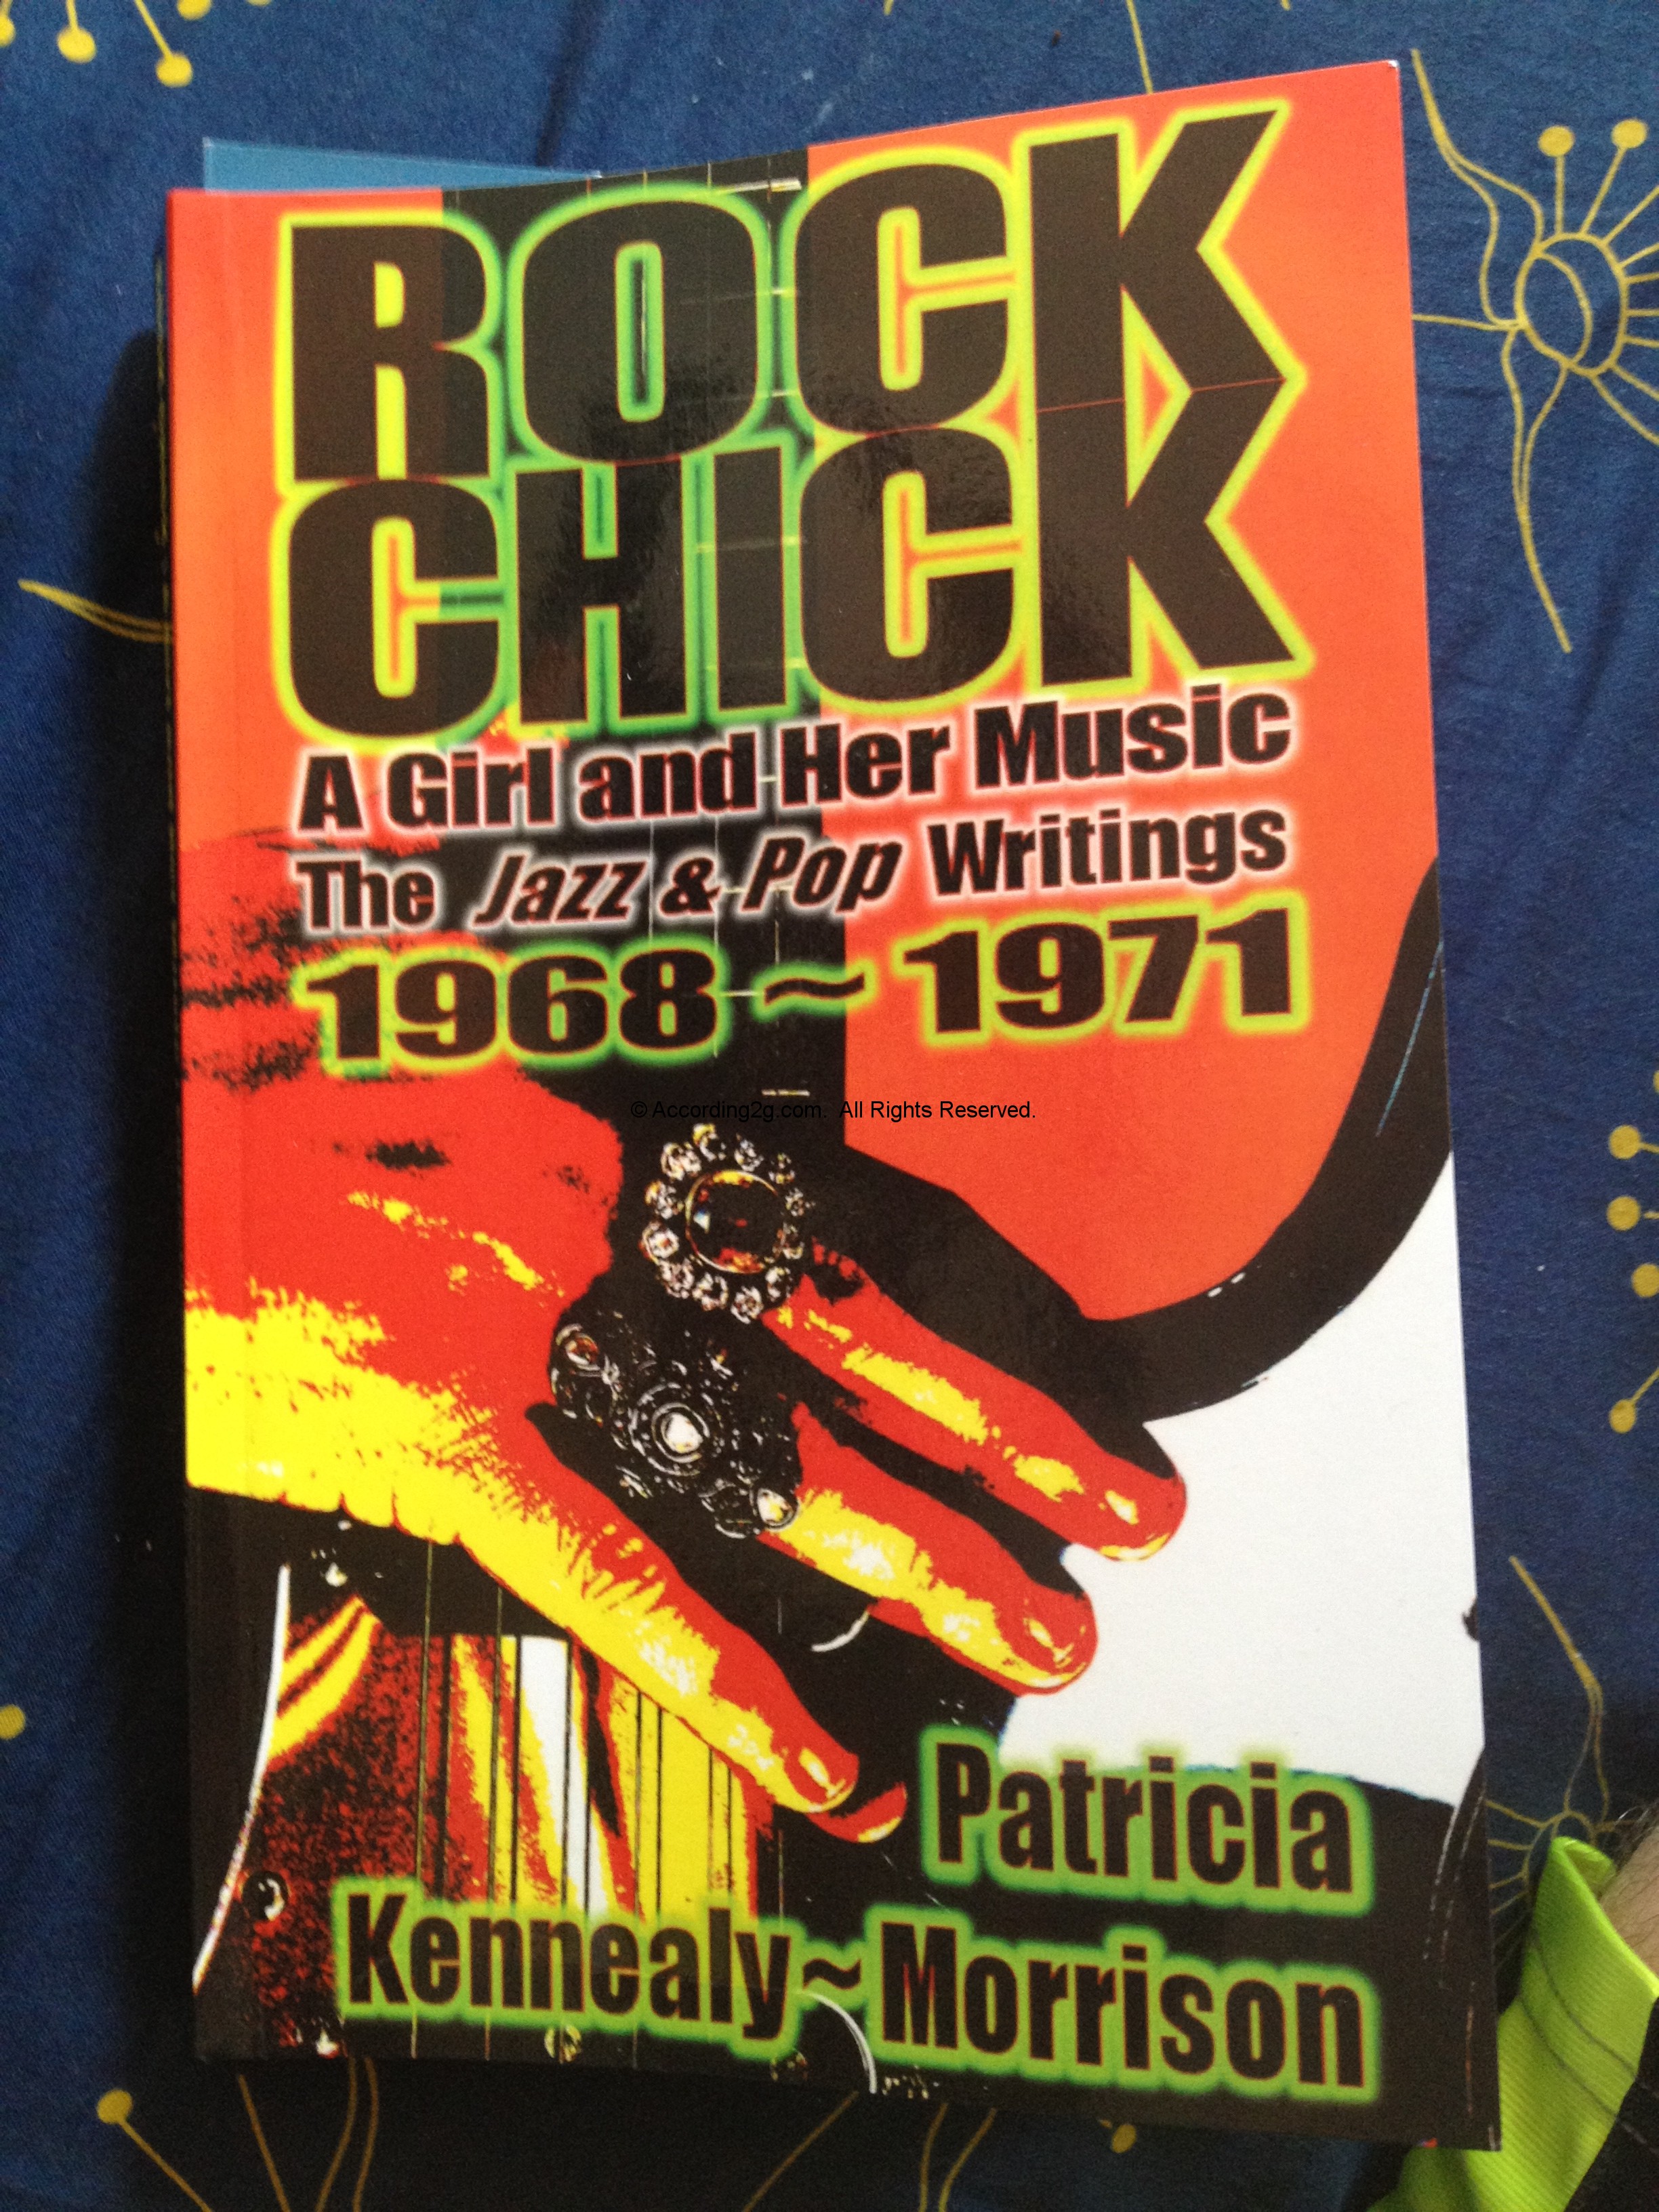 ROCK
CHICK
A Girl and Her Music
The Jazz & Pop Writings
1968 ~ 1971
© According2g.com. All Rights Reserved.
Patricia
Kennealy~Morrison